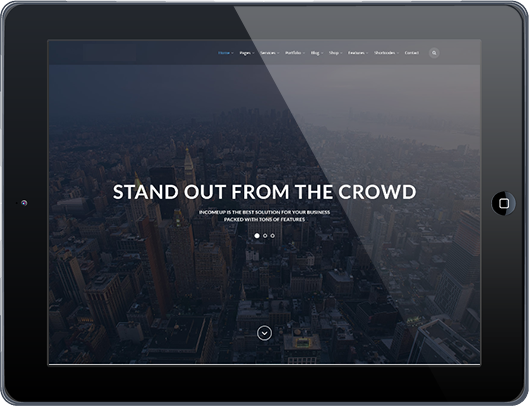 Home Pages Services Portfolio Blog Shop Features Shortcodes Contact
STAND OUT FROM THE CROWD
INCOMEUP IS THE BEST SOLUTION FOR YOUR BUSINESS
PACKED WITH TONS OF FEATURES